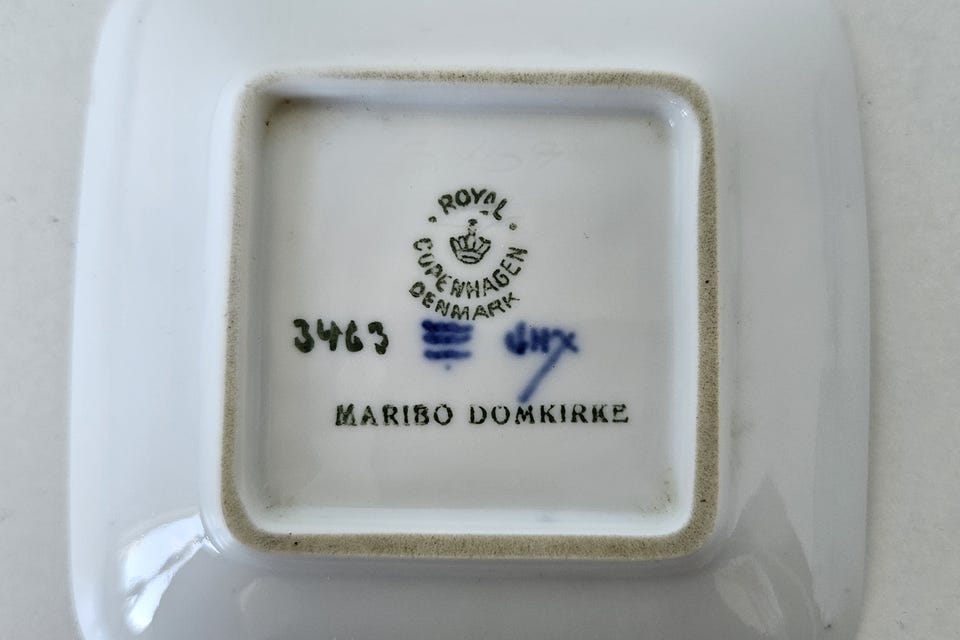 ROYAL
COPENHAGEN
DENMARK
3463
MARIBO DOMKIRKE